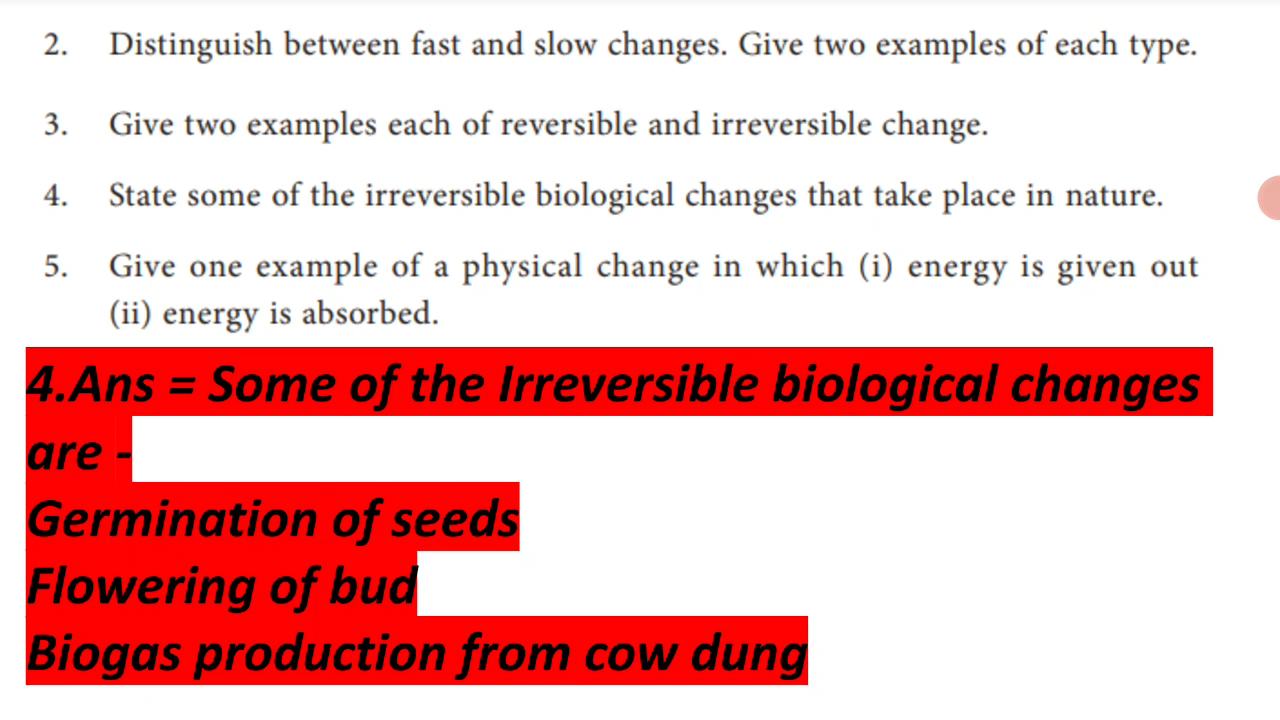 2. Distinguish between fast and slow changes. Give two examples of each type.
3. Give two examples each of reversible and irreversible change.
4. State some of the irreversible biological changes that take place in nature.
5. Give one example of a physical change in which (i) energy is given out
(ii) energy is absorbed.
4.Ans = Some of the Irreversible biological changes
are -
Germination of seeds
Flowering of bud
Biogas production from cow dung